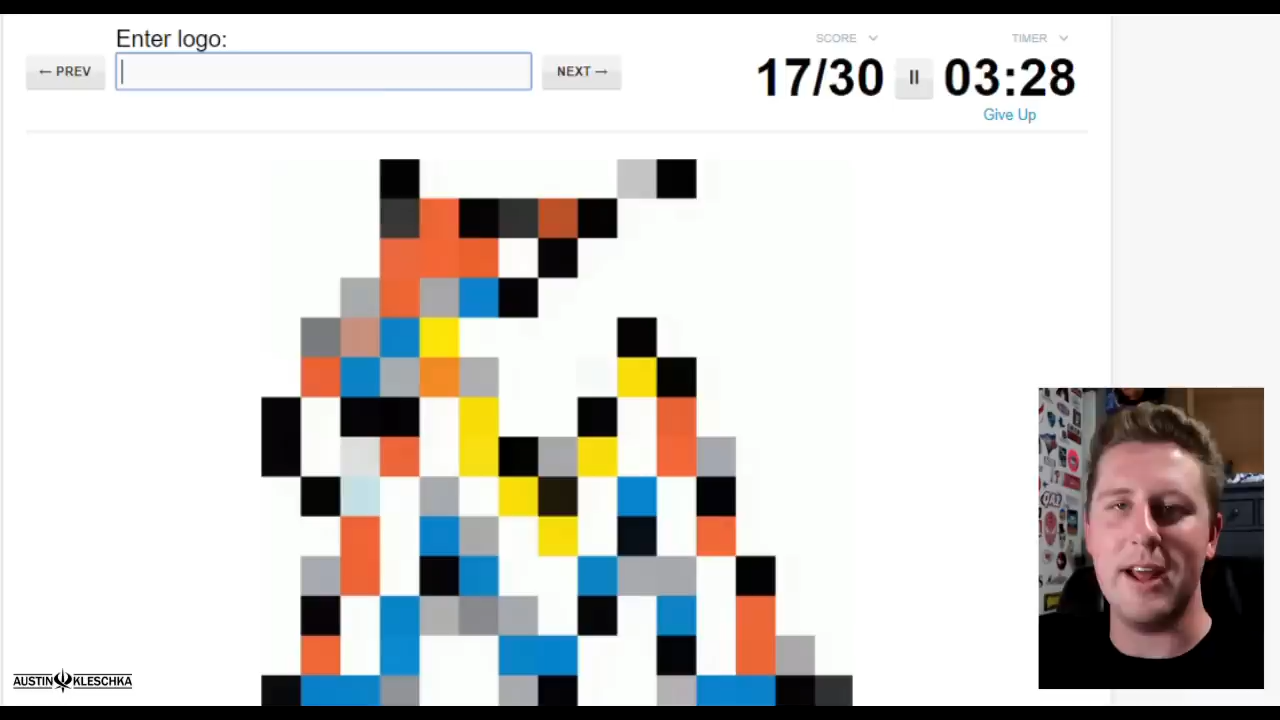 Enter logo:
← PREV
NEXT →
SCORE
TIMER
17/30
03:28
Give Up
AUSTIN KLESCHKA